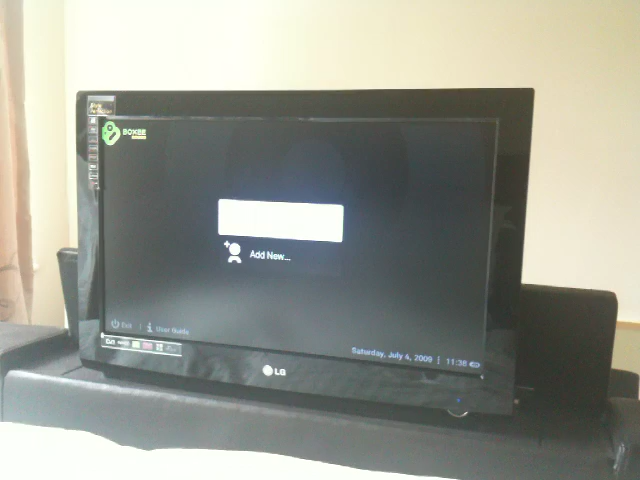 BOXEE
Add New...
Exit
User Guide
Saturday, July 4, 2009 | 11:38
LG